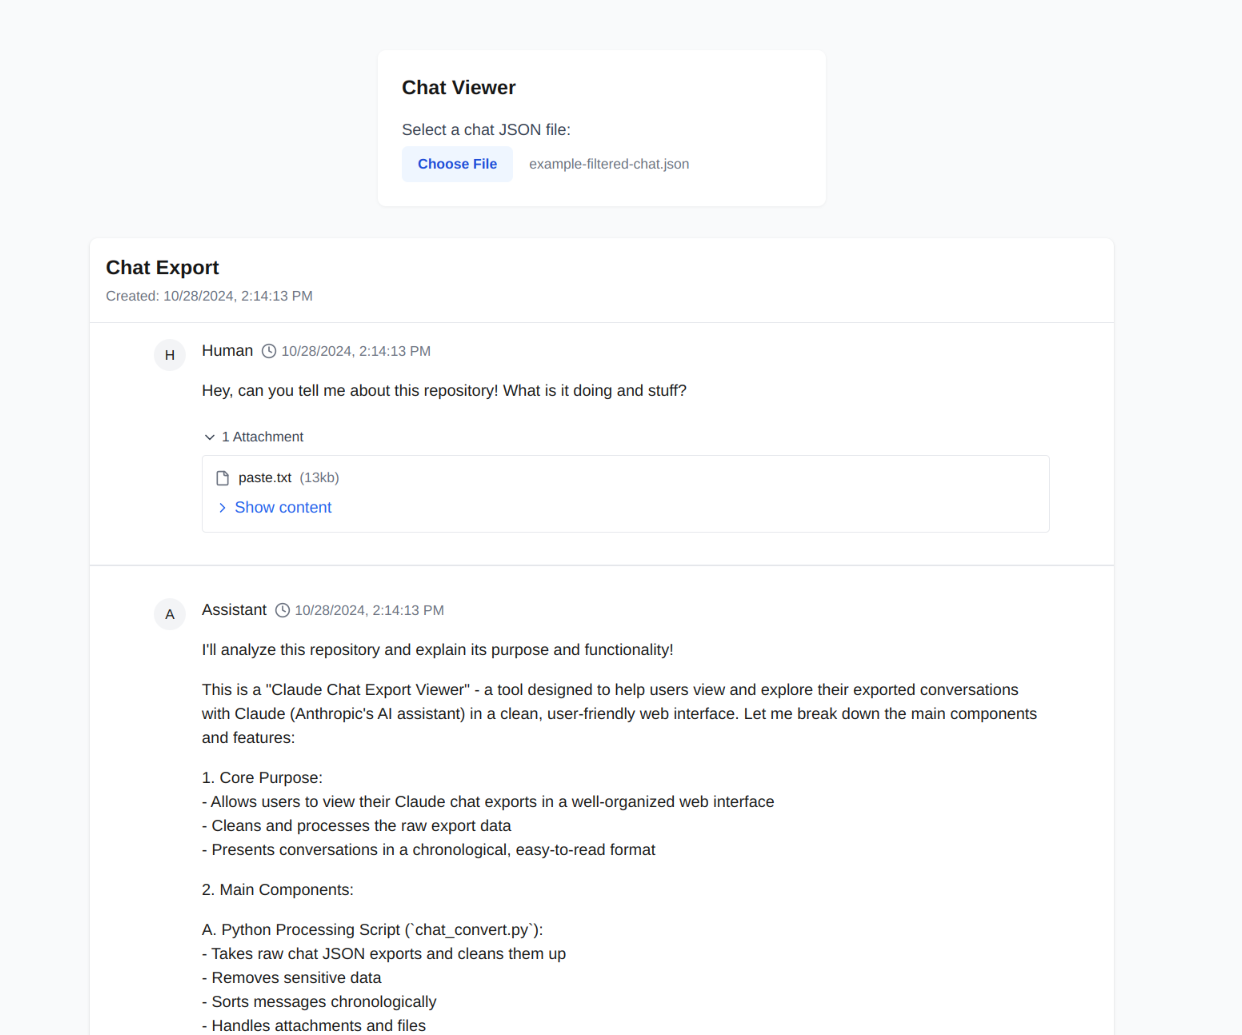 Chat Viewer
Select a chat JSON file:
Choose File example-filtered-chat.json
Chat Export
Created: 10/28/2024, 2:14:13 PM
H Human 10/28/2024, 2:14:13 PM
Hey, can you tell me about this repository! What is it doing and stuff?
1 Attachment
paste.txt (13kb)
Show content
A Assistant 10/28/2024, 2:14:13 PM
I'll analyze this repository and explain its purpose and functionality!
This is a "Claude Chat Export Viewer" - a tool designed to help users view and explore their exported conversations
with Claude (Anthropic's AI assistant) in a clean, user-friendly web interface. Let me break down the main components
and features:
1. Core Purpose:
- Allows users to view their Claude chat exports in a well-organized web interface
- Cleans and processes the raw export data
- Presents conversations in a chronological, easy-to-read format
2. Main Components:
A. Python Processing Script (`chat_convert.py`):
- Takes raw chat JSON exports and cleans them up
- Removes sensitive data
- Sorts messages chronologically
- Handles attachments and files